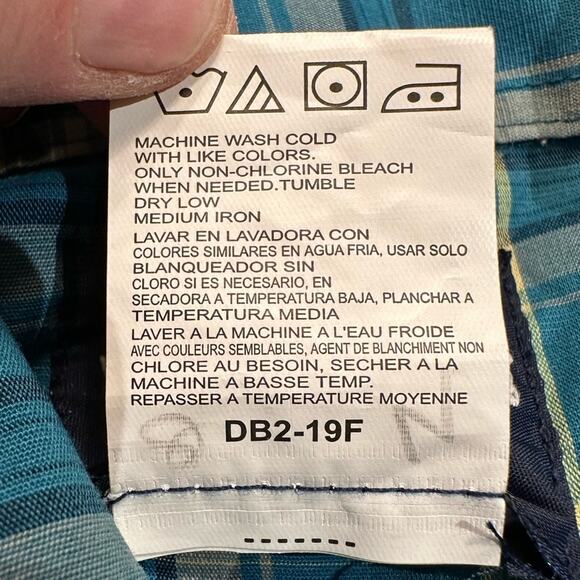 MACHINE WASH COLD
WITH LIKE COLORS.
ONLY NON-CHLORINE BLEACH
WHEN NEEDED.TUMBLE
DRY LOW
MEDIUM IRON
LAVAR EN LAVADORA CON
COLORES SIMILARES EN AGUA FRIA, USAR SOLO
BLANQUEADOR SIN
CLORO SI ES NECESARIO, EN
SECADORA A TEMPERATURA BAJA, PLANCHAR A
TEMPERATURA MEDIA
LAVER A LA MACHINE A L'EAU FROIDE
AVEC COULEURS SEMBLABLES, AGENT DE BLANCHIMENT NON
CHLORE AU BESOIN, SECHER A LA
MACHINE A BASSE TEMP.
REPASSER A TEMPERATURE MOYENNE
DB2-19F